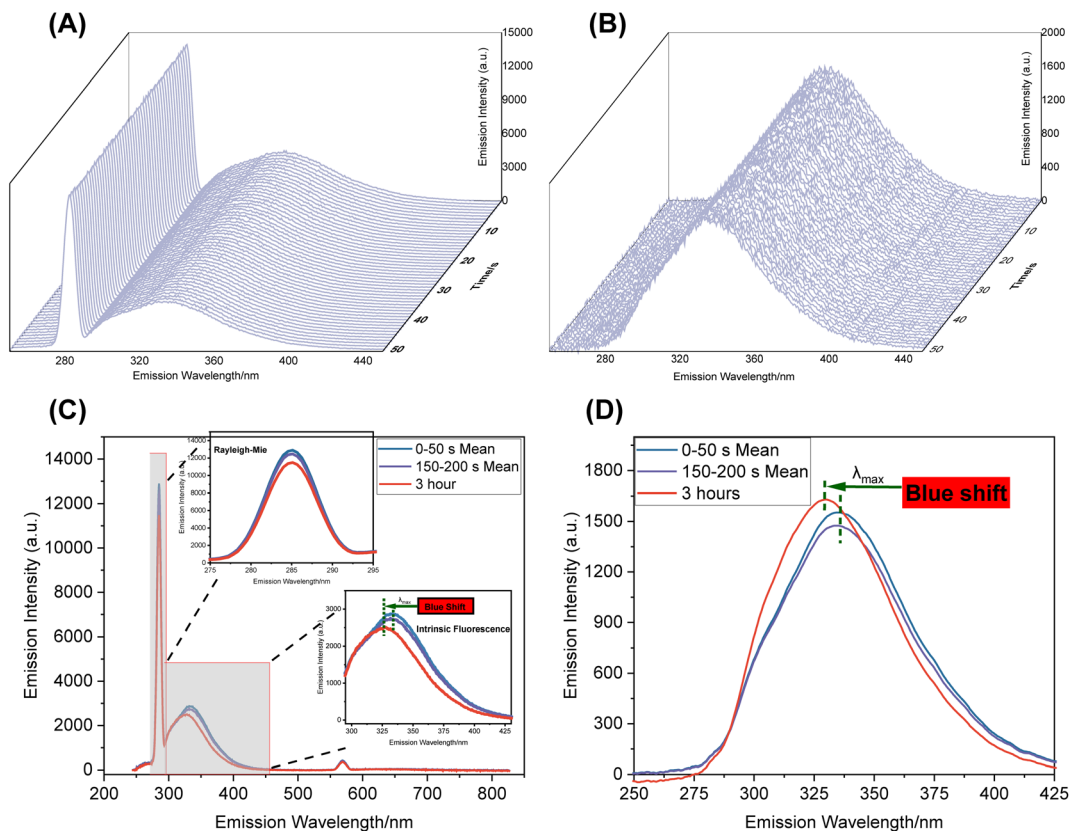 (A)
15000
12000
9000
6000
3000
0
Emission Intensity (a.u.)
10
20
30
40
50
Time/s
280
320
360
400
440
Emission Wavelength/nm
(B)
2000
1600
1200
800
400
0
Emission Intensity (a.u.)
10
20
30
40
50
Time/s
280
320
360
400
440
Emission Wavelength/nm
(C)
14000
12000
10000
8000
6000
4000
2000
0
Emission Intensity (a.u.)
200
300
400
500
600
700
800
Emission Wavelength/nm
0-50 s Mean
150-200 s Mean
3 hour
Rayleigh-Mie
14000
12000
10000
8000
6000
4000
2000
0
Emission Intensity (a.u.)
275
280
285
290
295
Emission Wavelength/nm
λmax
Blue Shift
Intrinsic Fluorescence
3000
2500
2000
1500
1000
500
0
Emission Intensity (a.u.)
300
325
350
375
400
425
Emission Wavelength/nm
(D)
0-50 s Mean
150-200 s Mean
3 hours
λmax
Blue shift
1800
1500
1200
900
600
300
0
Emission Intensity (a.u.)
250
275
300
325
350
375
400
425
Emission Wavelength/nm